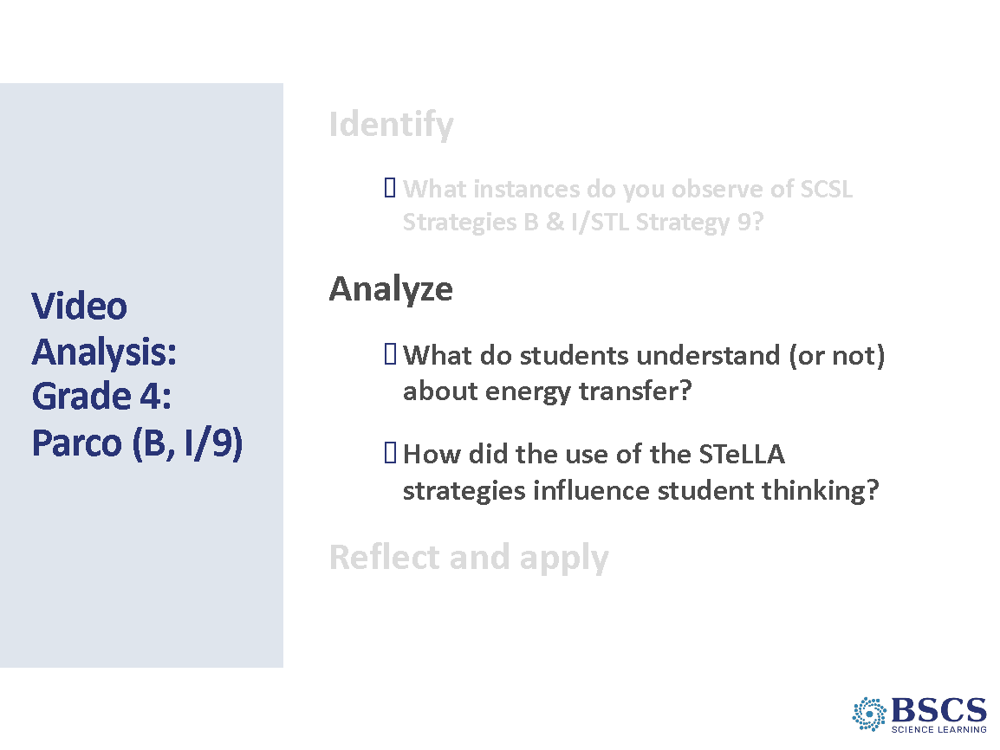 Video
Analysis:
Grade 4:
Parco (B, I/9)
Identify
What instances do you observe of SCSL
Strategies B & I/STL Strategy 9?
Analyze
What do students understand (or not)
about energy transfer?
How did the use of the STeLLA
strategies influence student thinking?
Reflect and apply
BSCS
SCIENCE LEARNING